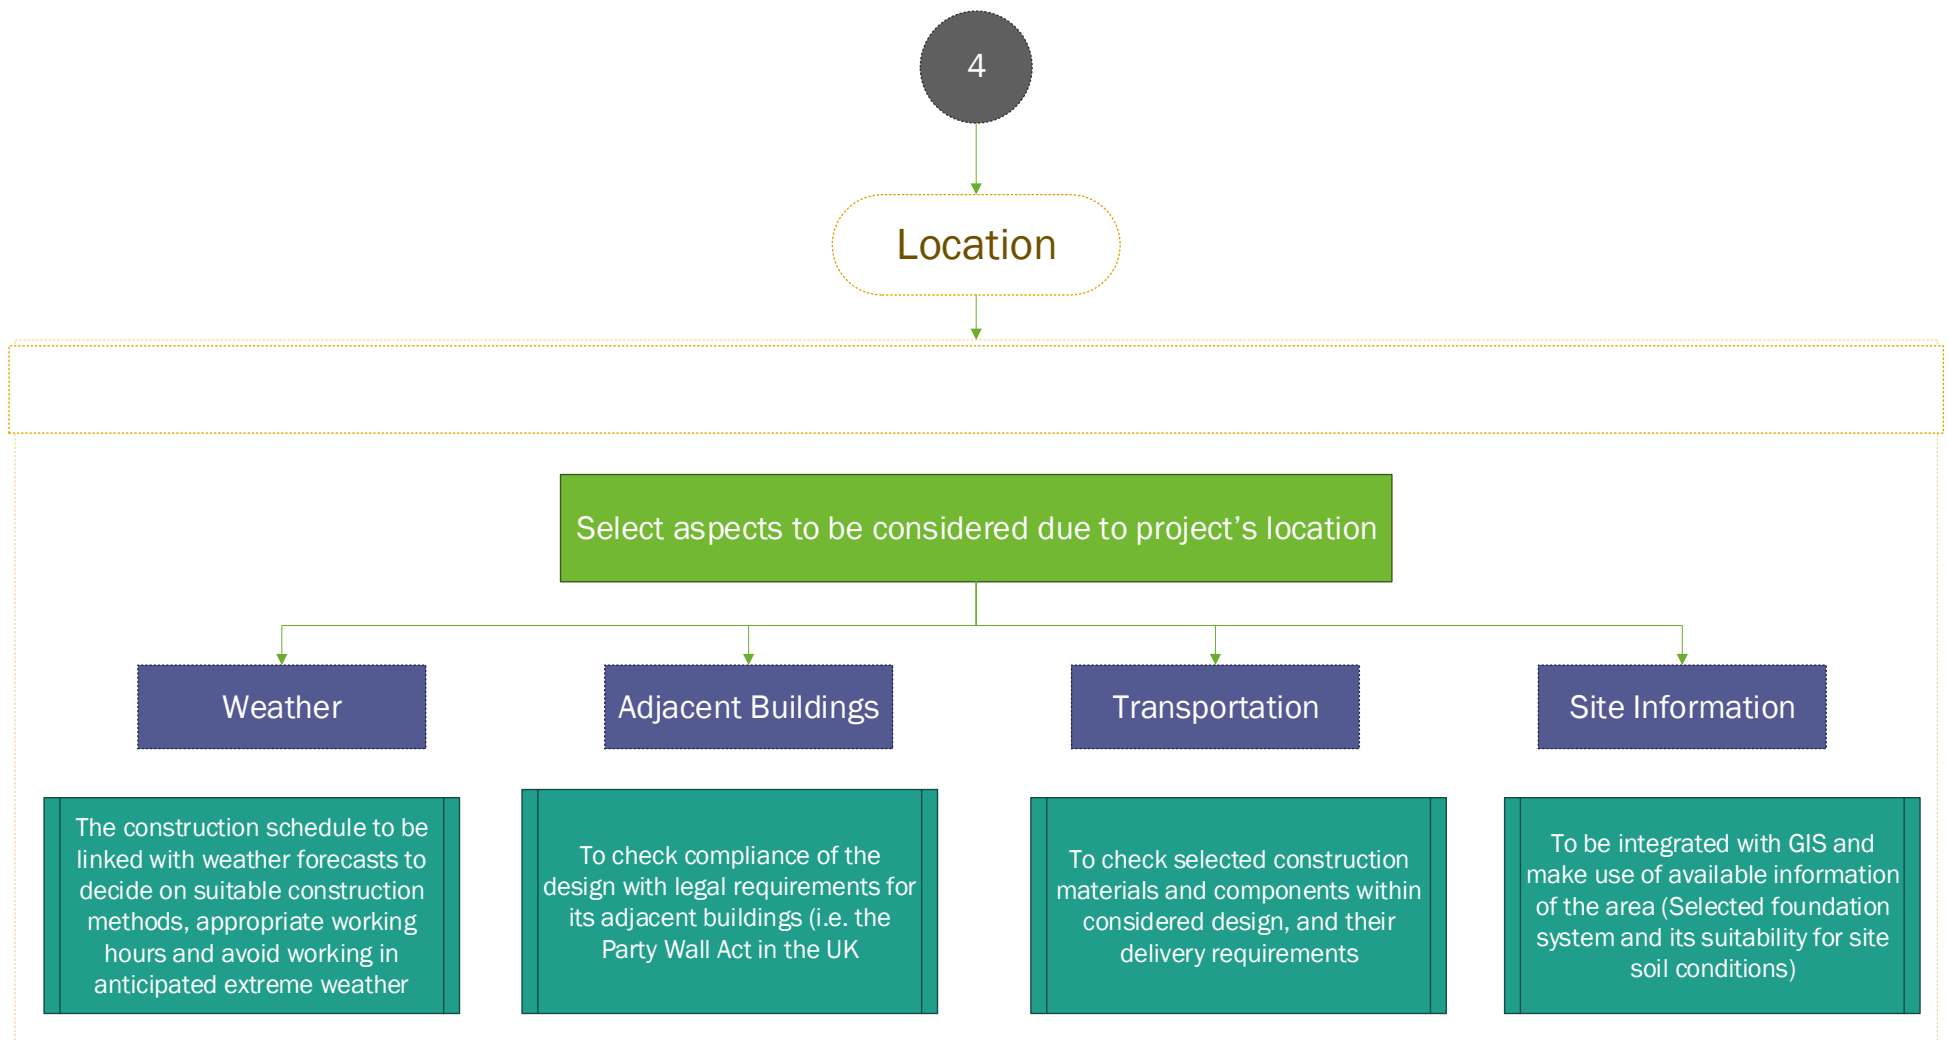 4
Location
Select aspects to be considered due to project’s location
Weather
Adjacent Buildings
Transportation
Site Information
The construction schedule to be
linked with weather forecasts to
decide on suitable construction
methods, appropriate working
hours and avoid working in
anticipated extreme weather
To check compliance of the
design with legal requirements for
its adjacent buildings (i.e. the
Party Wall Act in the UK
To check selected construction
materials and components within
considered design, and their
delivery requirements
To be integrated with GIS and
make use of available information
of the area (Selected foundation
system and its suitability for site
soil conditions)